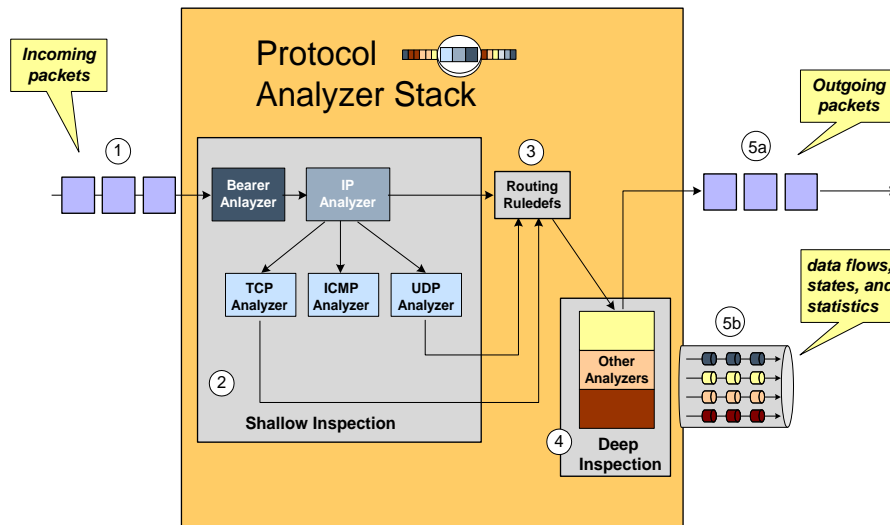 Incoming
packets
Protocol
Analyzer Stack
Outgoing
packets
1
3
5a
Bearer
Anlayzer
IP
Analyzer
Routing
Ruledefs
TCP
Analyzer
ICMP
Analyzer
UDP
Analyzer
data flows,
states, and
statistics
5b
Other
Analyzers
2
Shallow Inspection
4
Deep
Inspection